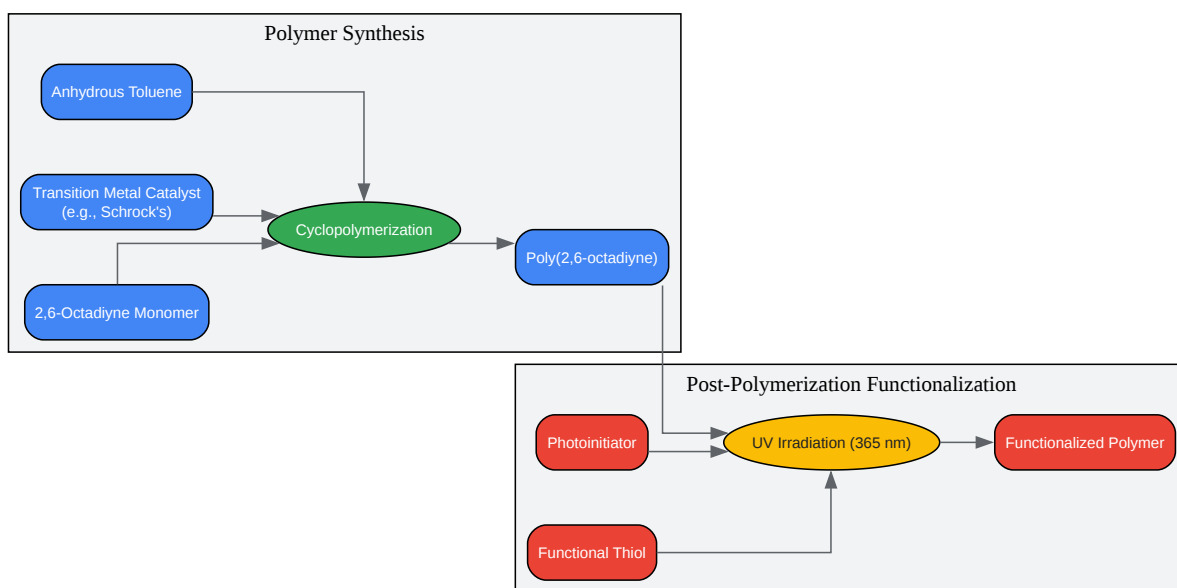 Polymer Synthesis
Anhydrous Toluene
Transition Metal Catalyst
(e.g., Schrock's)
Cyclopolymerization
2,6-Octadiyne Monomer
Poly(2,6-octadiyne)
Post-Polymerization Functionalization
Photoinitiator
UV Irradiation (365 nm)
Functionalized Polymer
Functional Thiol